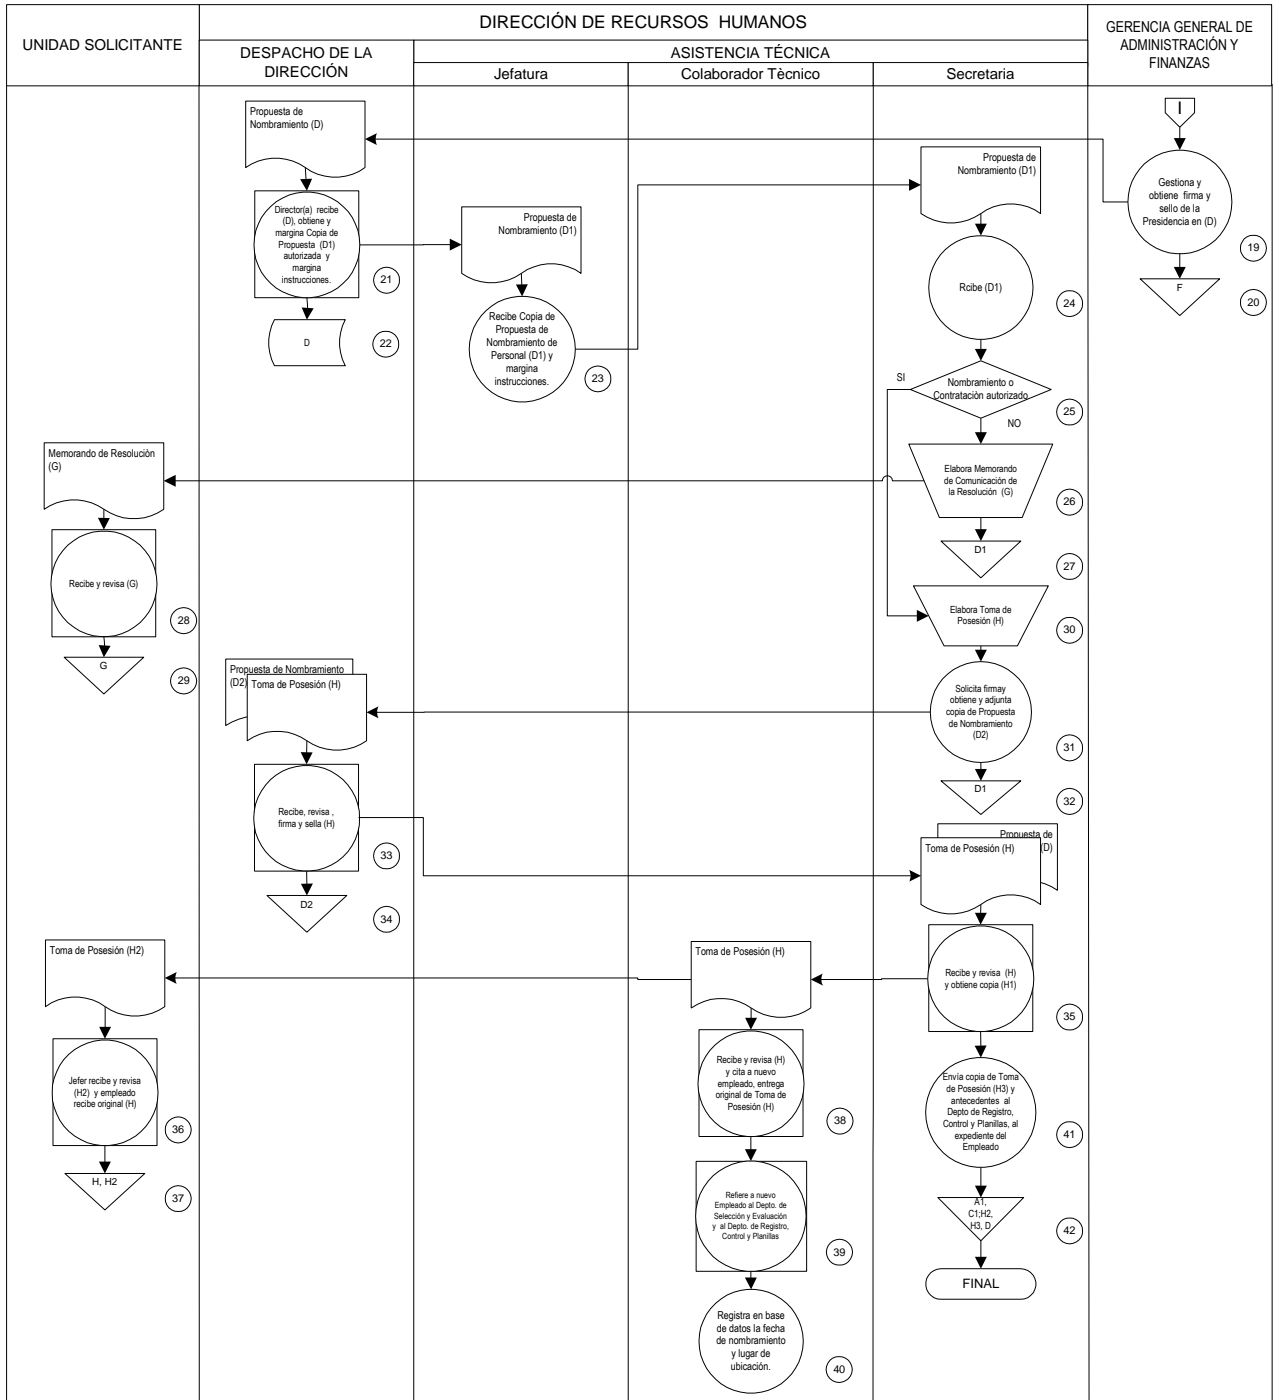 DIRECCIÓN DE RECURSOS HUMANOS
UNIDAD SOLICITANTE
GERENCIA GENERAL DE
ADMINISTRACIÓN Y
FINANZAS
DESPACHO DE LA
DIRECCIÓN
ASISTENCIA TÉCNICA
Jefatura
Colaborador Tècnico
Secretaria
I
Gestiona y
obtiene firma y
sello de la
Presidencia en (D)
19
F
20
Propuesta de
Nombramiento (D)
Director(a) recibe
(D), obtiene y
margina Copia de
Propuesta (D1)
autorizada y
margina
instrucciones.
21
D
22
Propuesta de
Nombramiento (D1)
Recibe Copia de
Propuesta de
Nombramiento de
Personal (D1) y
margina
instrucciones.
23
Propuesta de
Nombramiento (D1)
Rcibe (D1)
24
SI
Nombramiento o
Contratación autorizado
25
NO
Elabora Memorando
de Comunicación de
la Resolución (G)
26
D1
27
Memorando de Resolución
(G)
Recibe y revisa (G)
28
G
29
Elabora Toma de
Posesión (H)
30
Solicita firmay
obtiene y adjunta
copia de Propuesta
de Nombramiento
(D2)
31
D1
32
Propuesta de Nombramiento
(D2)
Toma de Posesión (H)
Recibe, revisa ,
firma y sella (H)
33
D2
34
Propuesta de
(D)
Toma de Posesión (H)
Recibe y revisa (H)
y obtiene copia (H1)
35
Toma de Posesión (H2)
Jefer recibe y revisa
(H2) y empleado
recibe original (H)
36
H, H2
37
Toma de Posesión (H)
Recibe y revisa (H)
y cita a nuevo
empleado, entrega
original de Toma de
Posesión (H)
38
Refiere a nuevo
Empleado al Depto. de
Selección y Evaluación
y al Depto. de Registro,
Control y Planillas
39
Registra en base
de datos la fecha
de nombramiento
y lugar de
ubicación.
40
Envía copia de Toma
de Posesión (H3) y
antecedentes al
Depto de Registro,
Control y Planillas, al
expediente del
Empleado
41
A1,
C1;H2,
H3, D
42
FINAL